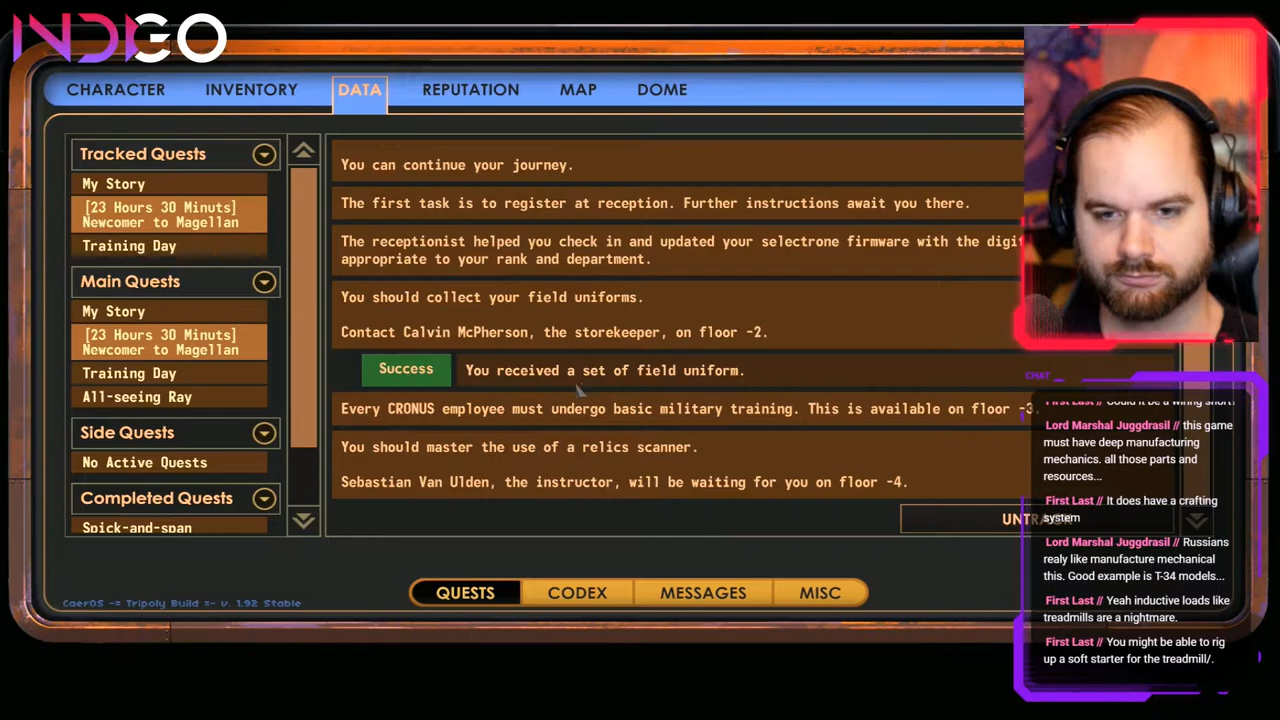 INDIGO
CHARACTER
INVENTORY
DATA
REPUTATION
MAP
DOME
Tracked Quests
My Story
[23 Hours 30 Minuts]
Newcomer to Magellan
Training Day
Main Quests
My Story
[23 Hours 30 Minuts]
Newcomer to Magellan
Training Day
All-seeing Ray
Side Quests
No Active Quests
Completed Quests
Spick-and-span
You can continue your journey.
The first task is to register at reception. Further instructions await you there.
The receptionist helped you check in and updated your selectrone firmware with the digit
appropriate to your rank and department.
You should collect your field uniforms.
Contact Calvin McPherson, the storekeeper, on floor -2.
Success
You received a set of field uniform.
Every CRONUS employee must undergo basic military training. This is available on floor -3.
You should master the use of a relics scanner.
Sebastian Van Ulden, the instructor, will be waiting for you on floor -4.
UNTR
QUESTS
CODEX
MESSAGES
MISC
CaerOS -= Tripoly Build =- v. 1.92 Stable
CHAT
First Last // Could it be a wiring short?
Lord Marshal Juggdrasil // this game
must have deep manufacturing
mechanics. all those parts and
resources...
First Last // It does have a crafting
system
Lord Marshal Juggdrasil // Russians
realy like manufacture mechanical
this. Good example is T-34 models...
First Last // Yeah inductive loads like
treadmills are a nightmare.
First Last // You might be able to rig
up a soft starter for the treadmill/.